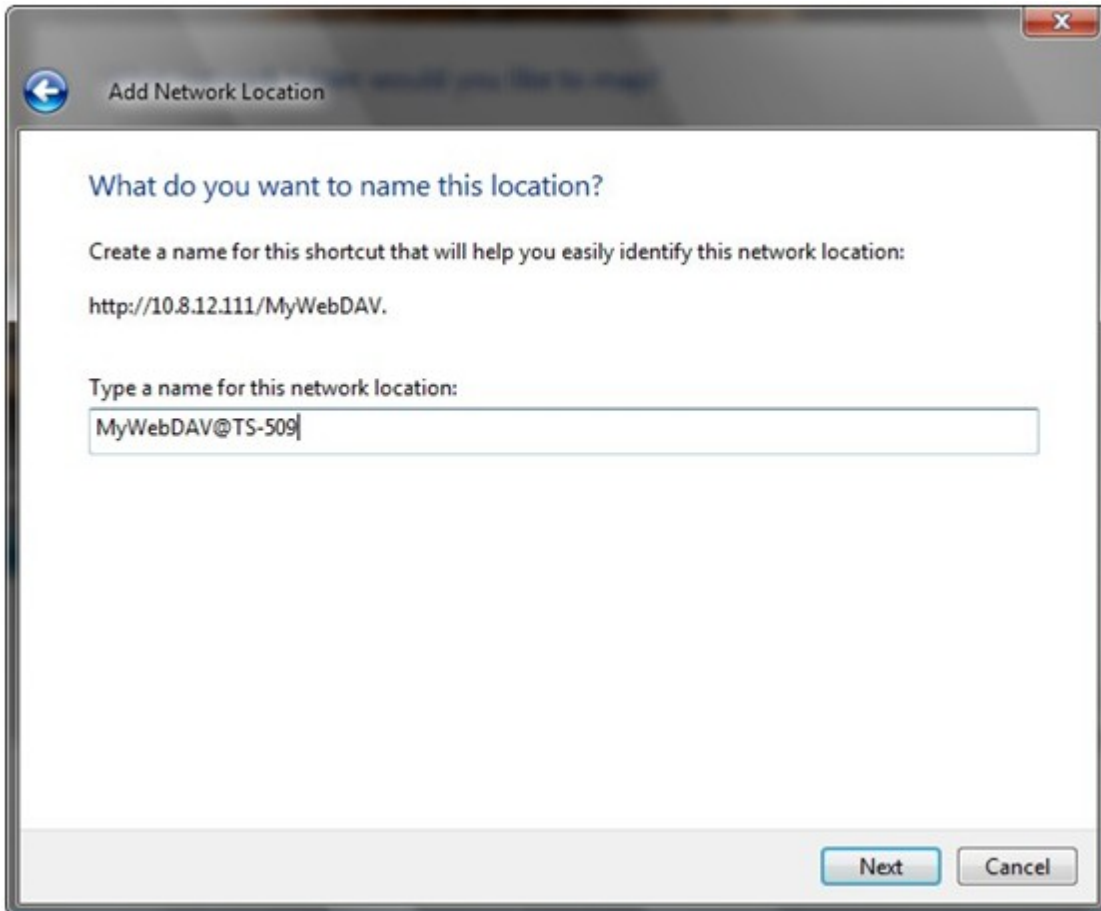 Add Network Location
What do you want to name this location?
Create a name for this shortcut that will help you easily identify this network location:
http://10.8.12.111/MyWebDAV.
Type a name for this network location:
MyWebDAV@TS-509
Next
Cancel